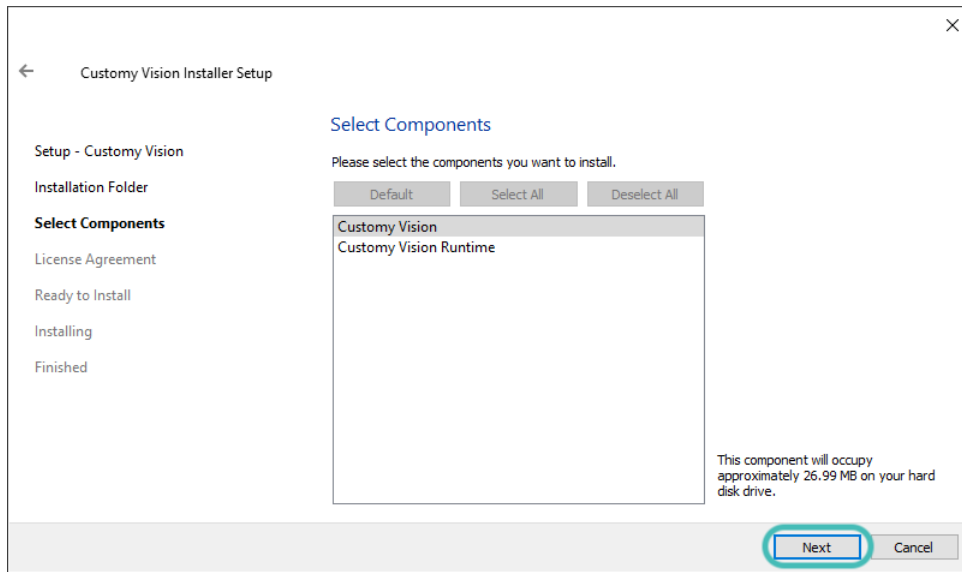 Customy Vision Installer Setup
Setup - Customy Vision
Installation Folder
Select Components
License Agreement
Ready to Install
Installing
Finished
Select Components
Please select the components you want to install.
Default Select All Deselect All
Customy Vision
Customy Vision Runtime
This component will occupy
approximately 26.99 MB on your hard
disk drive.
Next Cancel